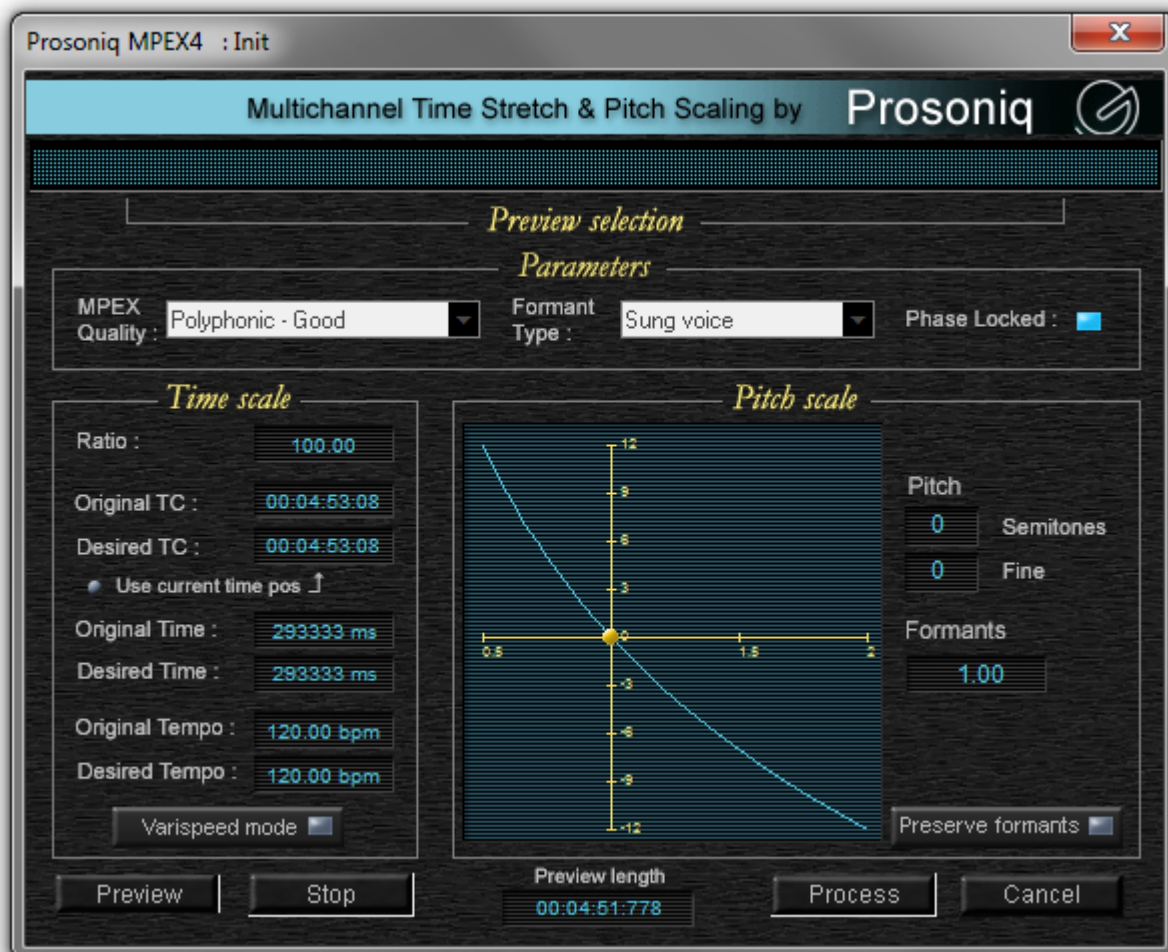 Prosoniq MPEX4 : Init
Multichannel Time Stretch & Pitch Scaling by Prosoniq
Preview selection
Parameters
MPEX Quality : Polyphonic - Good
Formant Type : Sung voice
Phase Locked :
Time scale
Ratio : 100.00
Original TC : 00:04:53:08
Desired TC : 00:04:53:08
Use current time pos
Original Time : 293333 ms
Desired Time : 293333 ms
Original Tempo : 120.00 bpm
Desired Tempo : 120.00 bpm
Varispeed mode
Pitch scale
12
9
6
3
0
0.5 1.5 2
-3
-6
-9
-12
Pitch
0 Semitones
0 Fine
Formants
1.00
Preserve formants
Preview
Stop
Preview length
00:04:51:778
Process
Cancel